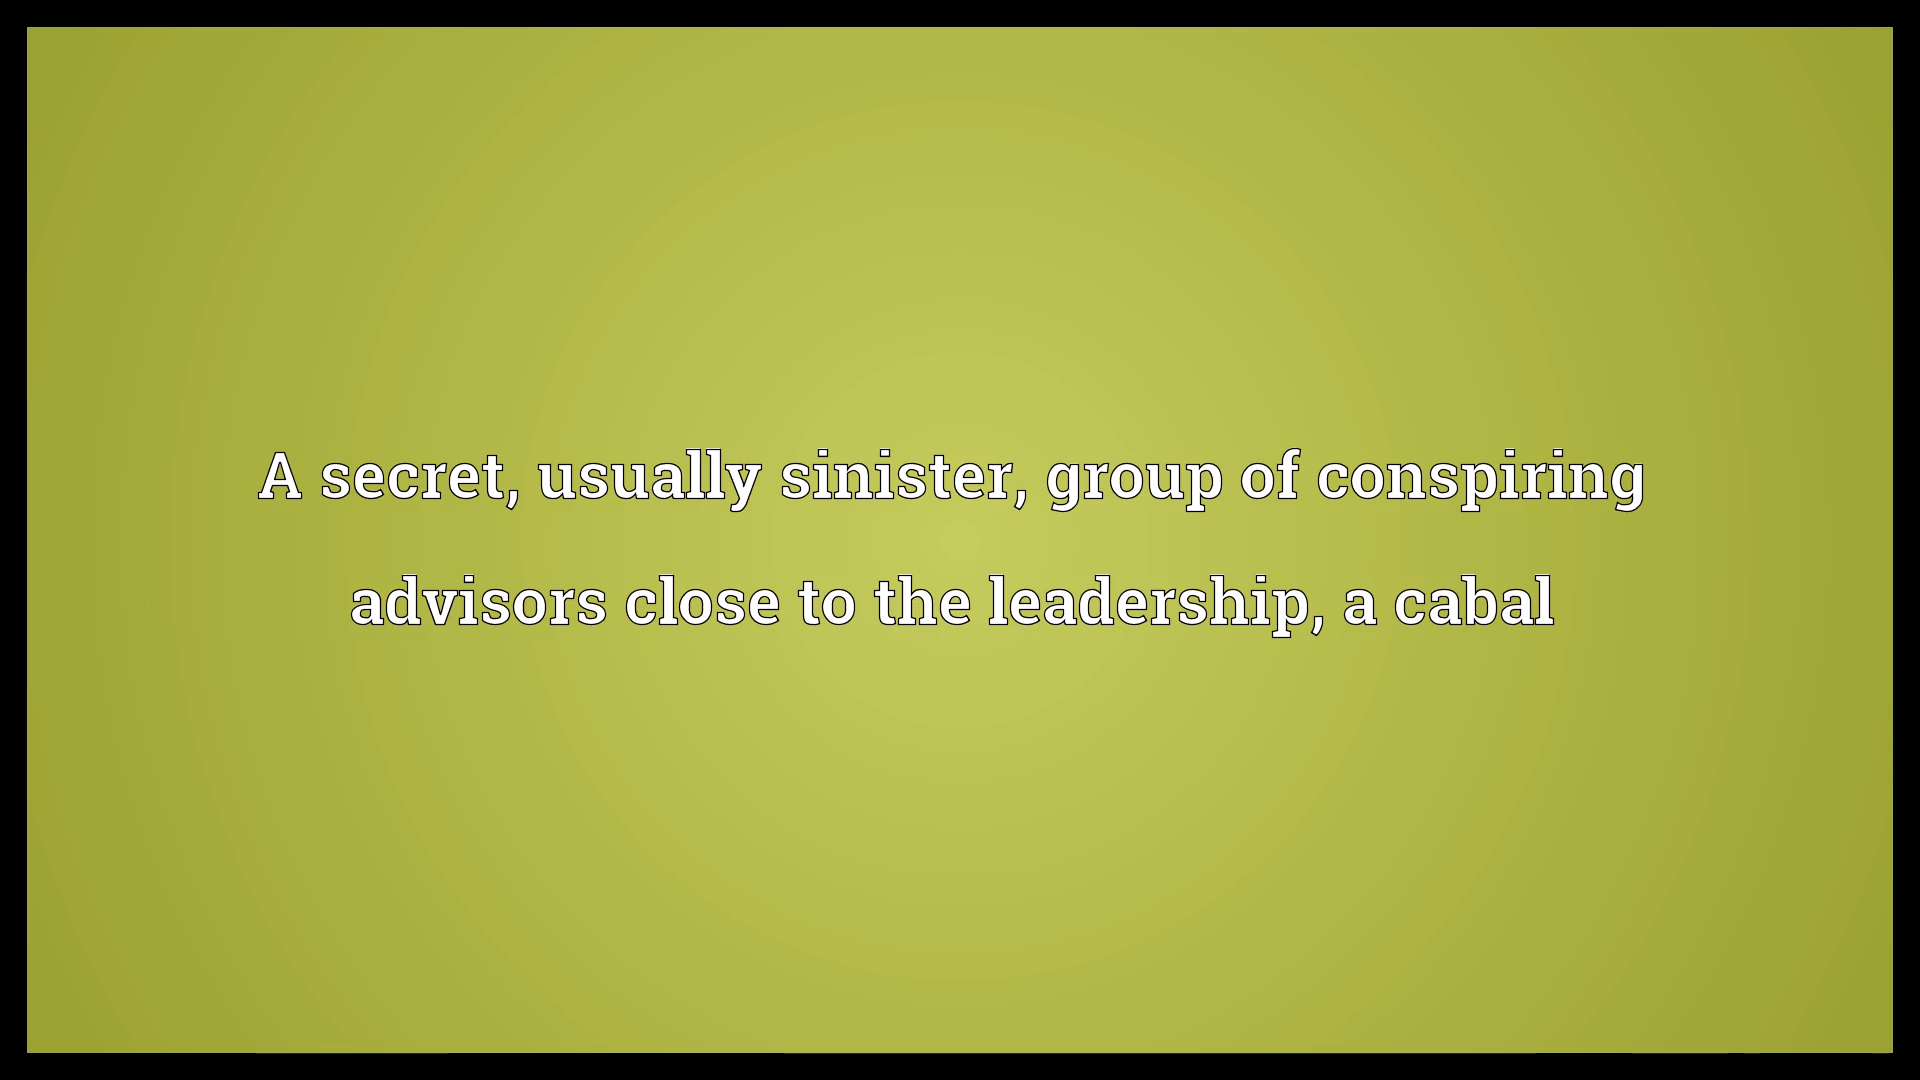 A secret, usually sinister, group of conspiring
advisors close to the leadership, a cabal